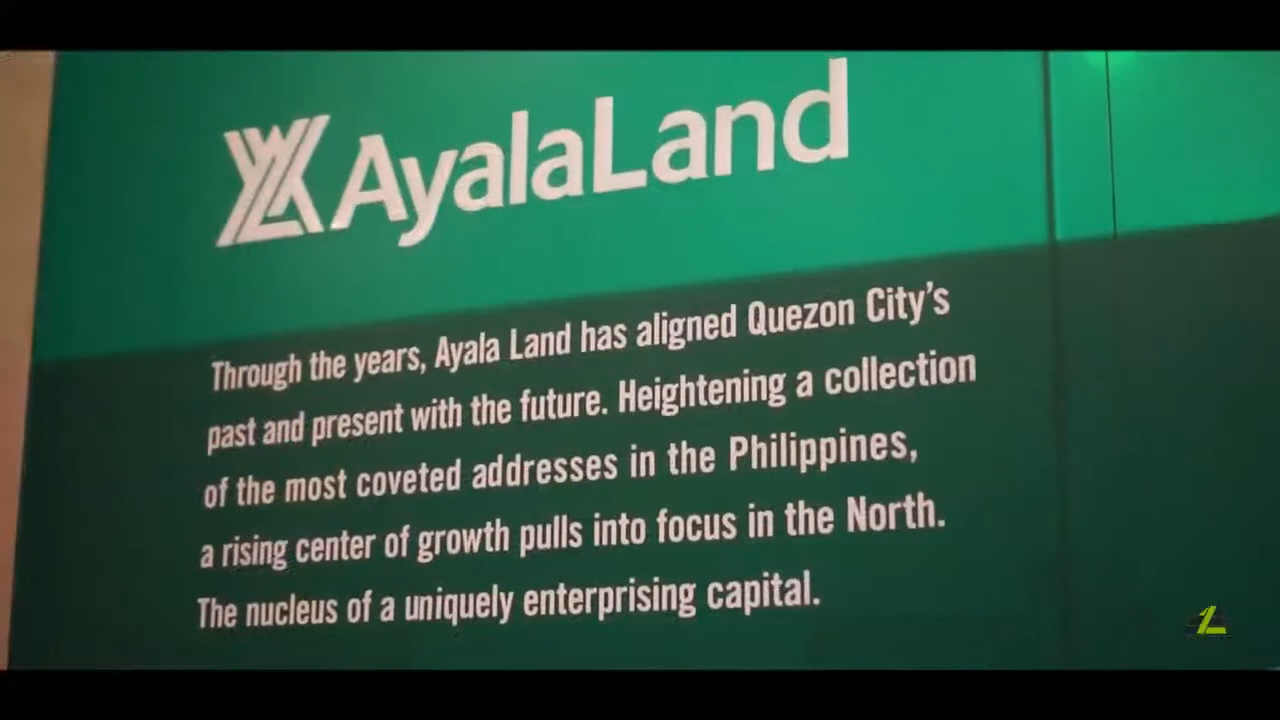 AyalaLand
Through the years, Ayala Land has aligned Quezon City's
past and present with the future. Heightening a collection
of the most coveted addresses in the Philippines,
a rising center of growth pulls into focus in the North.
The nucleus of a uniquely enterprising capital.